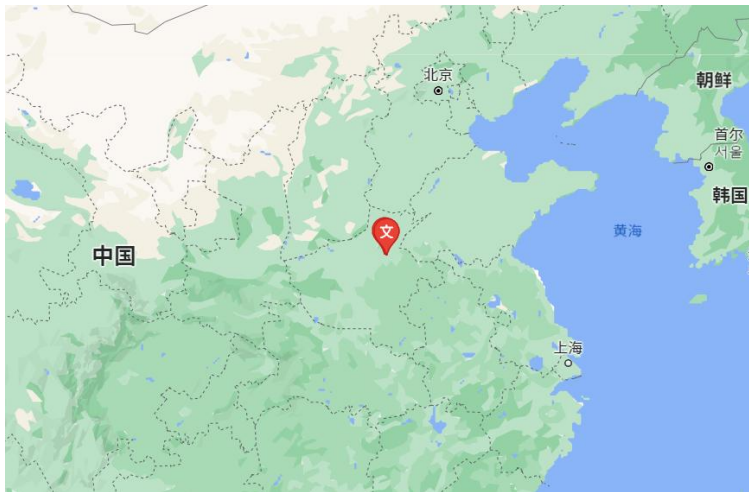 北京
朝鲜
首尔
서울
韩国
文
黄海
中国
上海